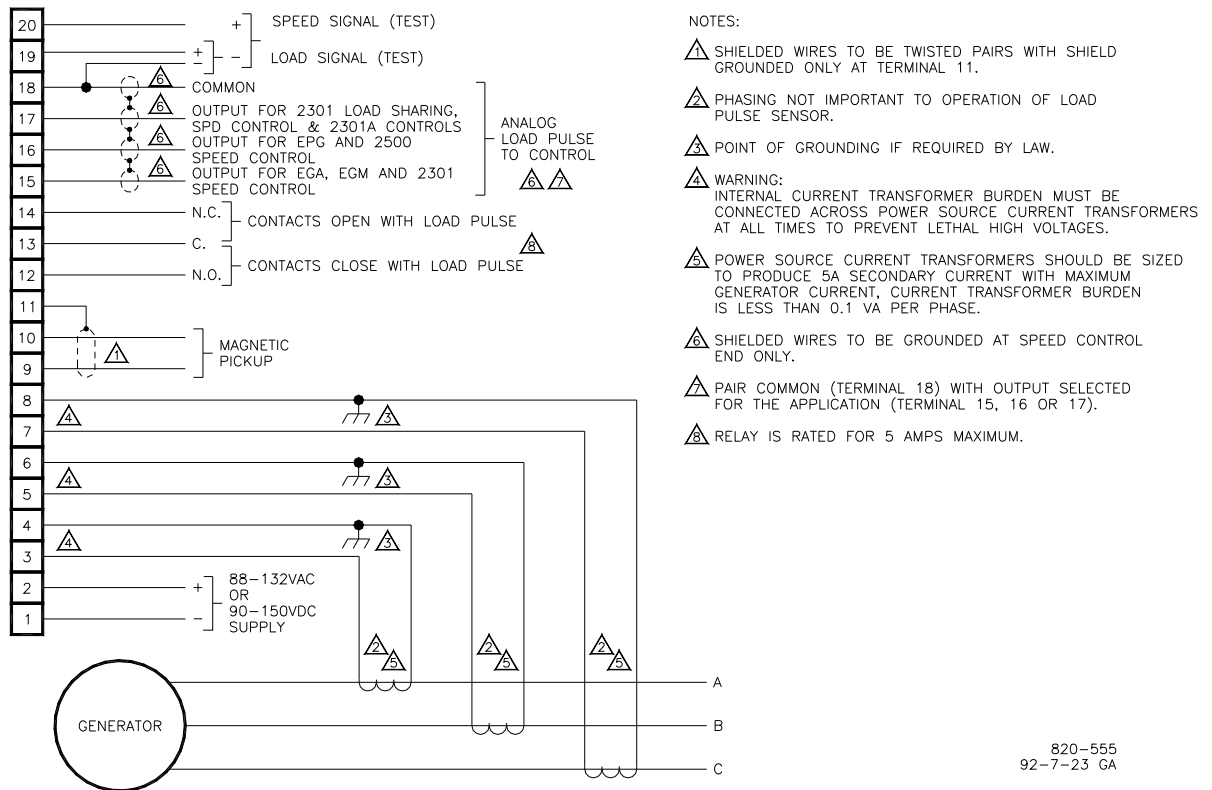 20
+
SPEED SIGNAL (TEST)
19
+
−
−
LOAD SIGNAL (TEST)
18
6
COMMON
17
6
OUTPUT FOR 2301 LOAD SHARING,
SPD CONTROL & 2301A CONTROLS
16
6
OUTPUT FOR EPG AND 2500
SPEED CONTROL
15
6
OUTPUT FOR EGA, EGM AND 2301
SPEED CONTROL
ANALOG
LOAD PULSE
TO CONTROL
6 7
14
N.C.
CONTACTS OPEN WITH LOAD PULSE
13
C.
8
12
N.O.
CONTACTS CLOSE WITH LOAD PULSE
11
10
1
MAGNETIC
PICKUP
9
8
4
3
7
6
4
3
5
4
4
3
3
2
+
88−132VAC
OR
90−150VDC
SUPPLY
1
−
2 5
2 5
2 5
GENERATOR
A
B
C
NOTES:
1 SHIELDED WIRES TO BE TWISTED PAIRS WITH SHIELD
GROUNDED ONLY AT TERMINAL 11.
2 PHASING NOT IMPORTANT TO OPERATION OF LOAD
PULSE SENSOR.
3 POINT OF GROUNDING IF REQUIRED BY LAW.
4 WARNING:
INTERNAL CURRENT TRANSFORMER BURDEN MUST BE
CONNECTED ACROSS POWER SOURCE CURRENT TRANSFORMERS
AT ALL TIMES TO PREVENT LETHAL HIGH VOLTAGES.
5 POWER SOURCE CURRENT TRANSFORMERS SHOULD BE SIZED
TO PRODUCE 5A SECONDARY CURRENT WITH MAXIMUM
GENERATOR CURRENT, CURRENT TRANSFORMER BURDEN
IS LESS THAN 0.1 VA PER PHASE.
6 SHIELDED WIRES TO BE GROUNDED AT SPEED CONTROL
END ONLY.
7 PAIR COMMON (TERMINAL 18) WITH OUTPUT SELECTED
FOR THE APPLICATION (TERMINAL 15, 16 OR 17).
8 RELAY IS RATED FOR 5 AMPS MAXIMUM.
820−555
92−7−23 GA